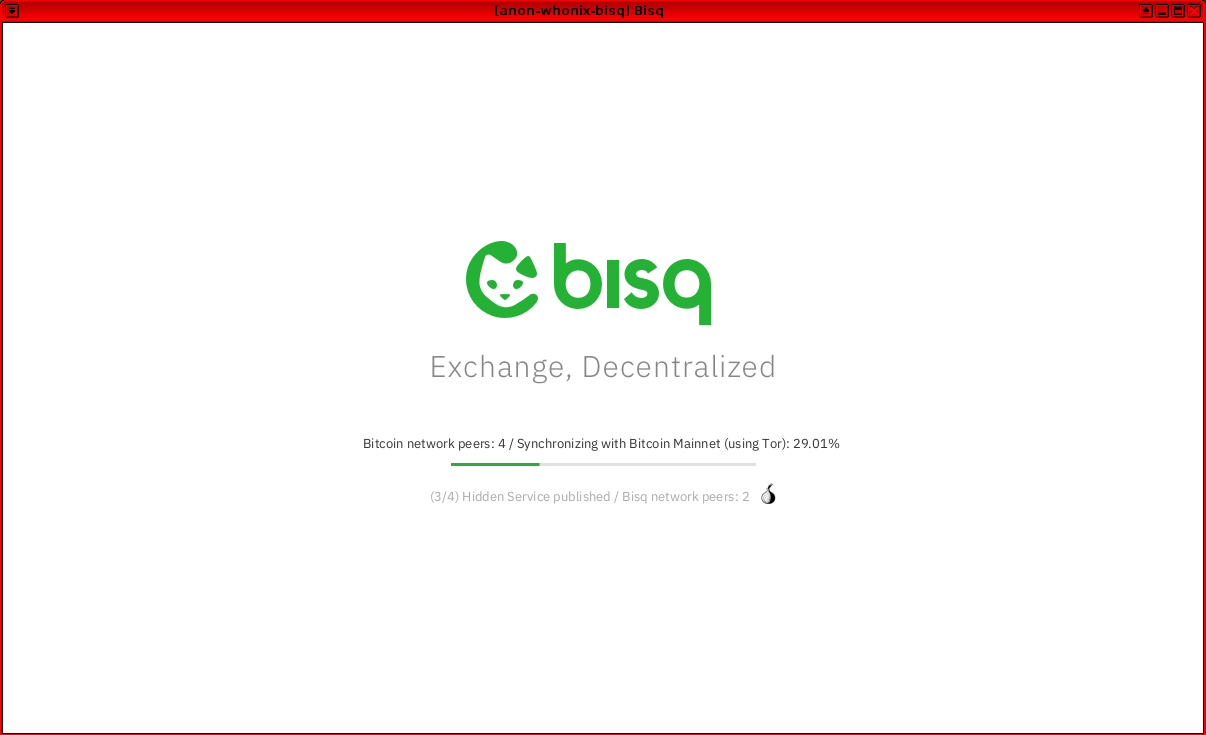 [anon-whonix-bisq] Bisq
bisq
Exchange, Decentralized
Bitcoin network peers: 4 / Synchronizing with Bitcoin Mainnet (using Tor): 29.01%
(3/4) Hidden Service published / Bisq network peers: 2